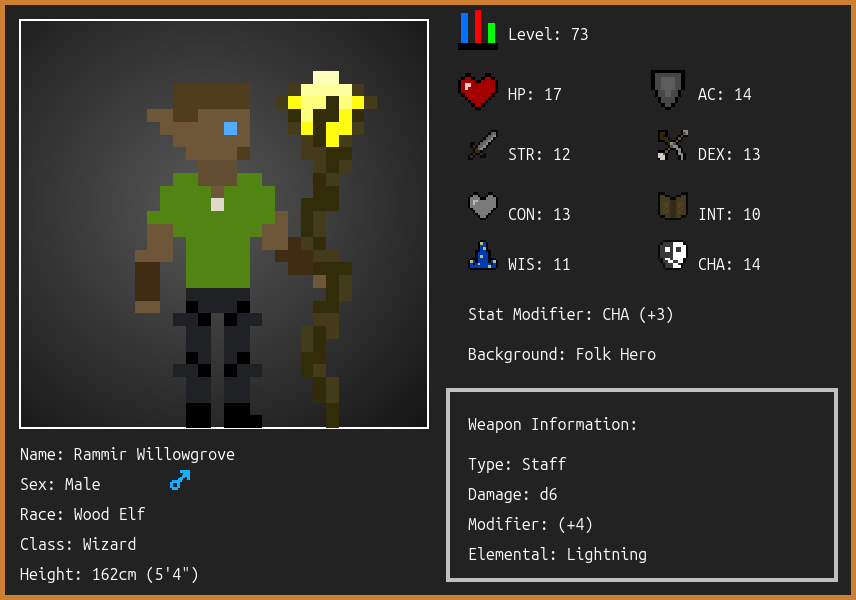 Level: 73
HP: 17
AC: 14
STR: 12
DEX: 13
CON: 13
INT: 10
WIS: 11
CHA: 14
Stat Modifier: CHA (+3)
Background: Folk Hero
Weapon Information:
Type: Staff
Damage: d6
Modifier: (+4)
Elemental: Lightning
Name: Rammir Willowgrove
Sex: Male
Race: Wood Elf
Class: Wizard
Height: 162cm (5'4")